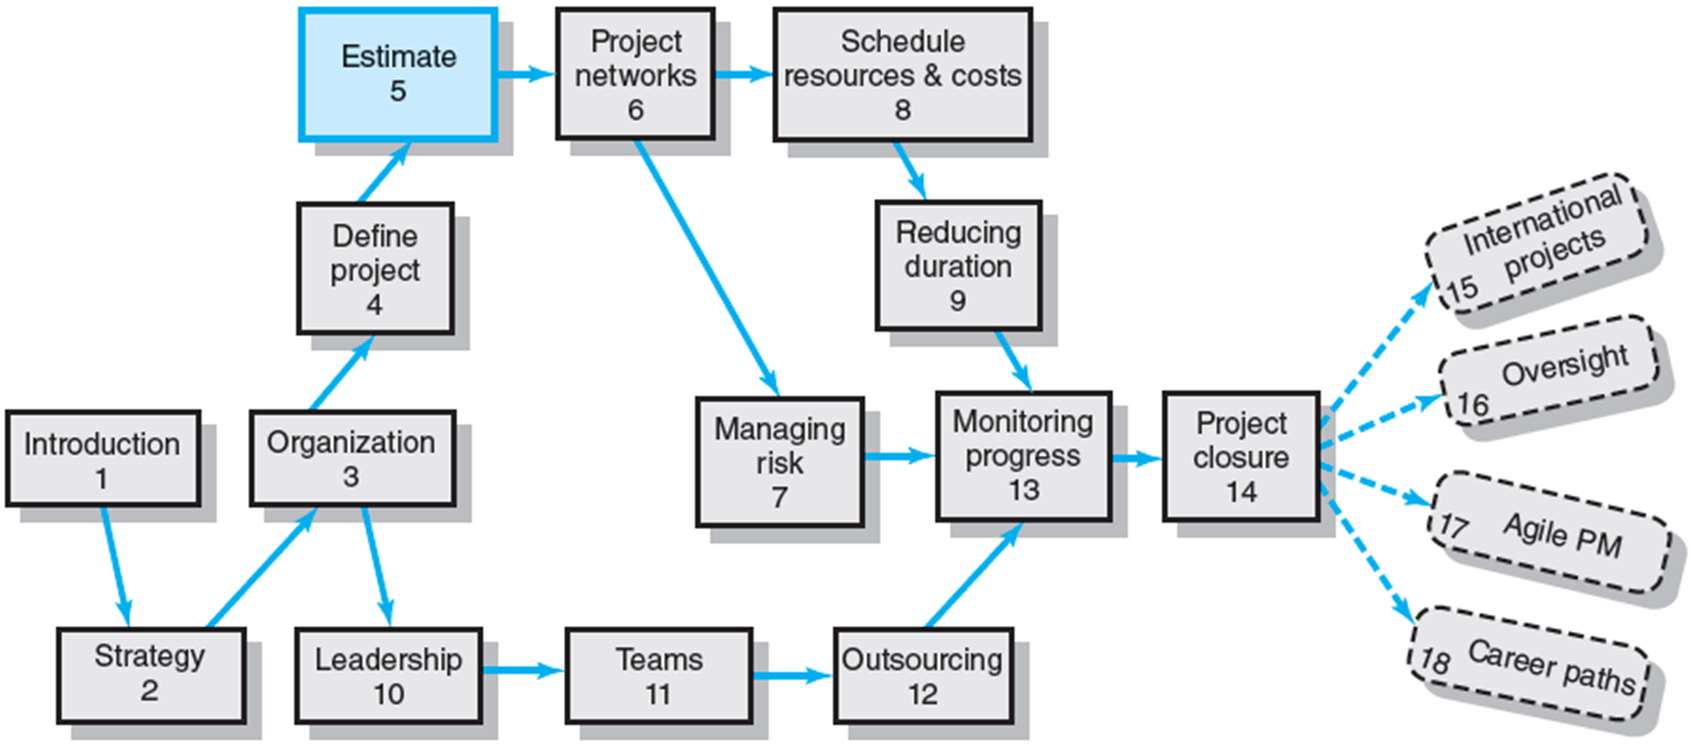 Estimate
5
Project
networks
6
Schedule
resources & costs
8
Define
project
4
Reducing
duration
9
International
projects
15
Oversight
16
Introduction
1
Organization
3
Managing
risk
7
Monitoring
progress
13
Project
closure
14
Agile PM
17
Strategy
2
Leadership
10
Teams
11
Outsourcing
12
Career paths
18